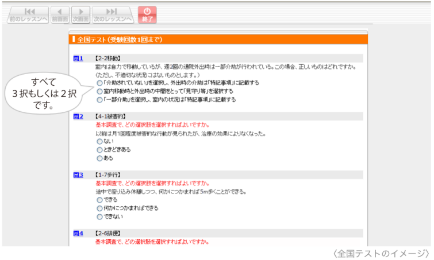 前のレッスンへ
前画面
次画面
次のレッスンへ
終了
全国テスト(受験回数1回まで)
すべて
3択もしくは2択
です。
問1 【2-2移動】
室内は自力で移動しているが、週2回の通院外出時は一部介助が行われている。この場合、正しいものはどれですか。
(ただし、不適切な状況はないものとします。)
「介助されていない」を選択し、外出時の介助は「特記事項」に記載する
室内移動時と外出時の中間をとって「見守り等」を選択する
「一部介助」を選択し、室内の状況は「特記事項」に記載する
問2 【4-1被害的】
基本調査で、どの選択肢を選択すればよいですか。
以前は月1回程度被害的な行動が見られたが、治療の効果によりなくなった。
ない
ときどきある
ある
問3 【1-7歩行】
基本調査で、どの選択肢を選択すればよいですか。
途中で座り込み休憩しつつ、何かにつかまれば5m歩くことができる。
できる
何かにつかまればできる
できない
問4 【2-6排便】
基本調査で、どの選択肢を選択すればよいですか。
(全国テストのイメージ)